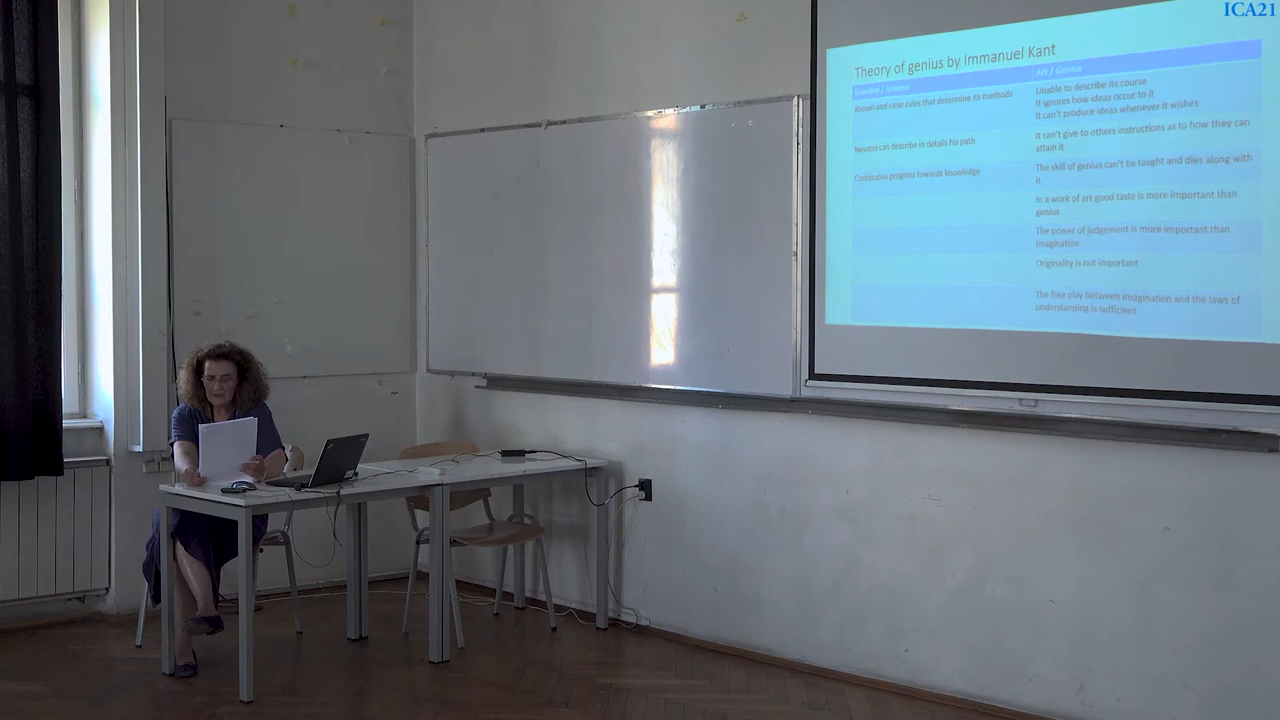 ICA21
Theory of genius by Immanuel Kant
Scientist / Science
Art / Genius
Known and clear rules that determine its methods
Unable to describe its course
It ignores how ideas occur to it
It can't produce ideas whenever it wishes
Newton can describe in details his path
It can't give to others instructions as to how they can
attain it
Continuous progress towards knowledge
The skill of genius can't be taught and dies along with
it
In a work of art good taste is more important than
genius
The power of judgement is more important than
imagination
Originality is not important
The free play between imagination and the laws of
understanding is sufficient